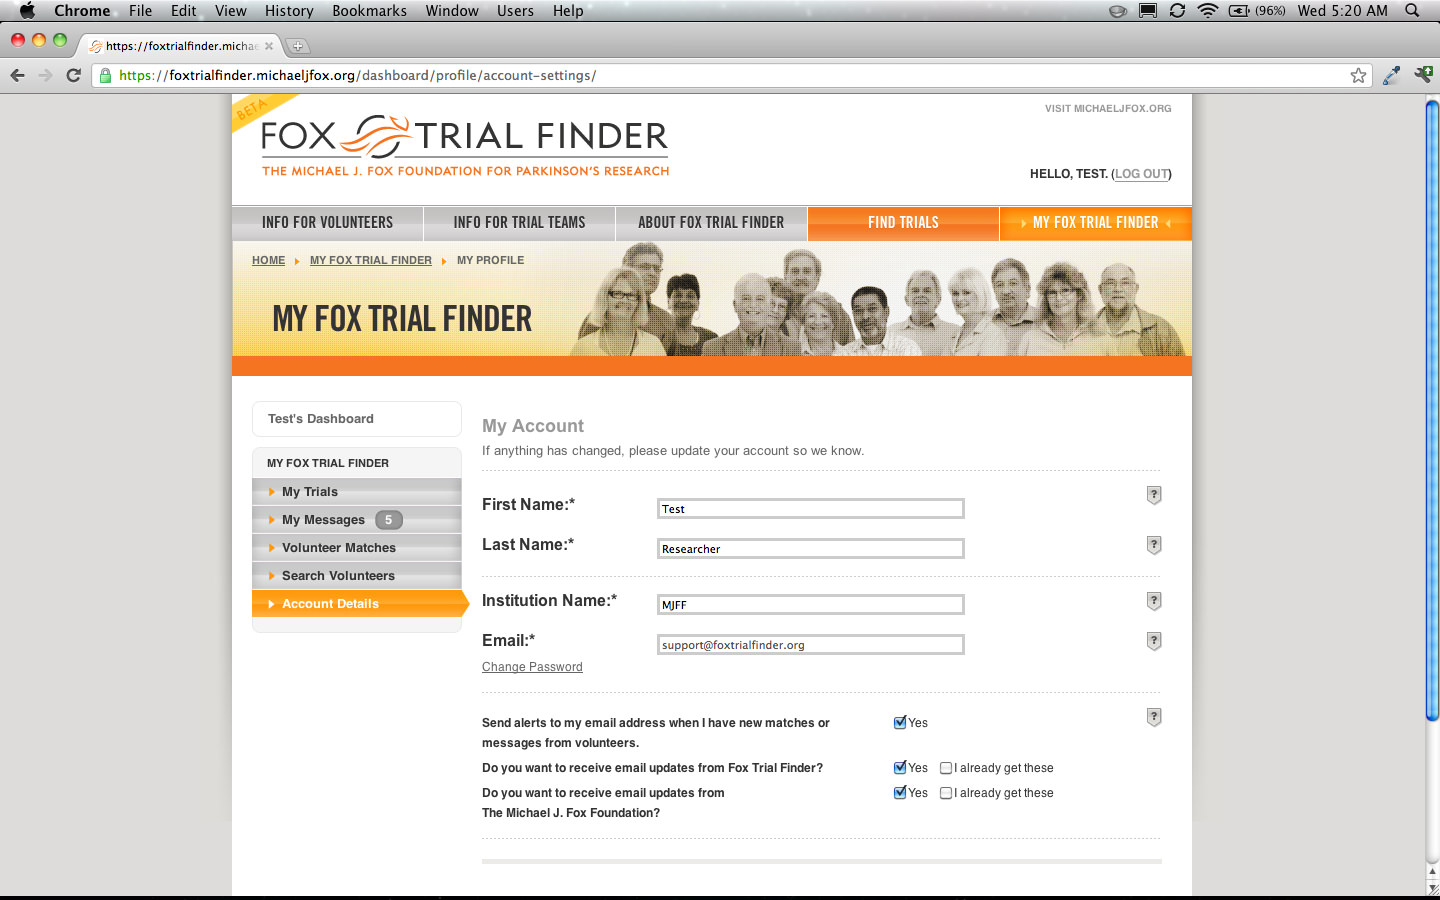 Chrome File Edit View History Bookmarks Window Users Help (96%) Wed 5:20 AM
https://foxtrialfinder.michae
https://foxtrialfinder.michaeljfox.org/dashboard/profile/account-settings/
BETA
VISIT MICHAELJFOX.ORG
FOX TRIAL FINDER
THE MICHAEL J. FOX FOUNDATION FOR PARKINSON'S RESEARCH
HELLO, TEST. (LOG OUT)
INFO FOR VOLUNTEERS INFO FOR TRIAL TEAMS ABOUT FOX TRIAL FINDER FIND TRIALS MY FOX TRIAL FINDER
HOME MY FOX TRIAL FINDER MY PROFILE
MY FOX TRIAL FINDER
Test's Dashboard
MY FOX TRIAL FINDER
My Trials
My Messages 5
Volunteer Matches
Search Volunteers
Account Details
My Account
If anything has changed, please update your account so we know.
First Name:* Test ?
Last Name:* Researcher ?
Institution Name:* MJFF ?
Email:* support@foxtrialfinder.org ?
Change Password
Send alerts to my email address when I have new matches or Yes ?
messages from volunteers.
Do you want to receive email updates from Fox Trial Finder? Yes I already get these
Do you want to receive email updates from Yes I already get these
The Michael J. Fox Foundation?